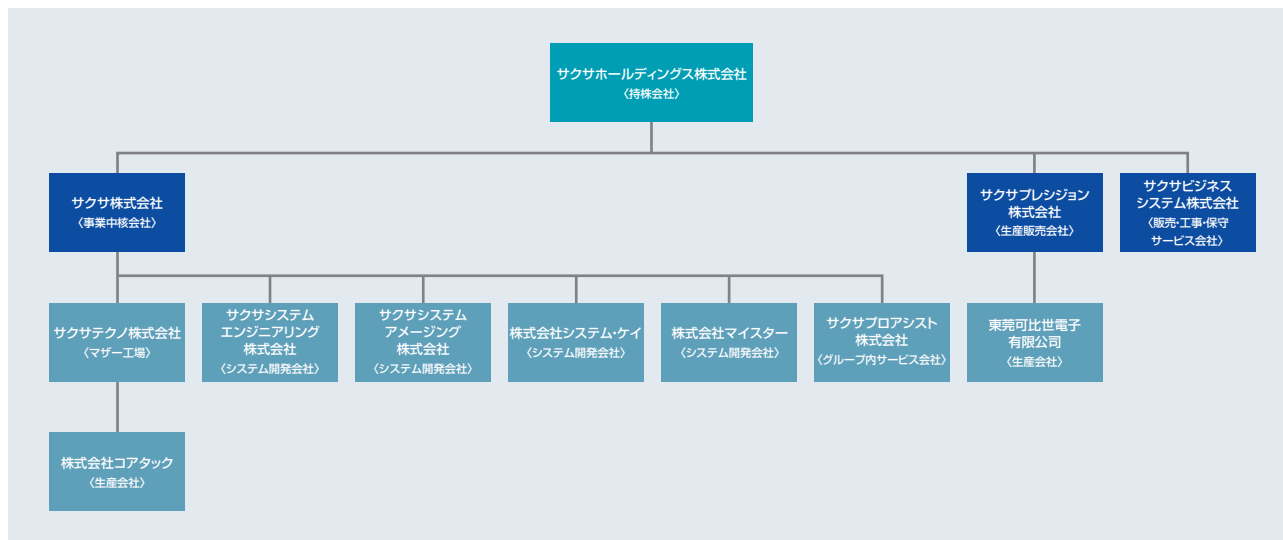 サクサホールディングス株式会社
〈持株会社〉
サクサ株式会社
〈事業中核会社〉
サクサプレシジョン
株式会社
〈生産販売会社〉
サクサビジネス
システム株式会社
〈販売・工事・保守
サービス会社〉
サクサテクノ株式会社
〈マザー工場〉
サクサシステム
エンジニアリング
株式会社
〈システム開発会社〉
サクサシステム
アメージング
株式会社
〈システム開発会社〉
株式会社システム・ケイ
〈システム開発会社〉
株式会社マイスター
〈システム開発会社〉
サクサプロアシスト
株式会社
〈グループ内サービス会社〉
東莞可比世電子
有限公司
〈生産会社〉
株式会社コアタック
〈生産会社〉